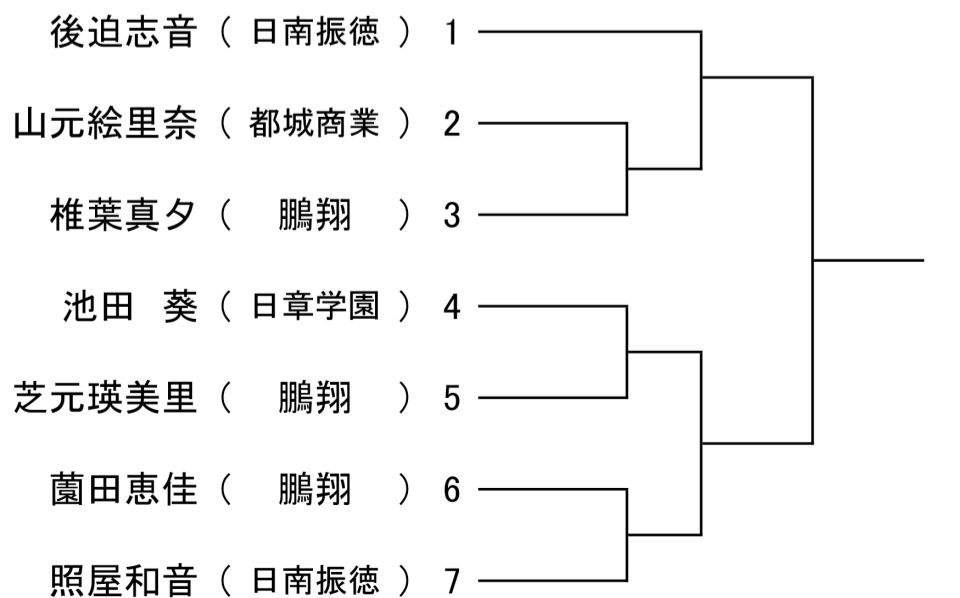 後迫志音（日南振徳）1
山元絵里奈（都城商業）2
椎葉真夕（鵬翔）3
池田　葵（日章学園）4
芝元瑛美里（鵬翔）5
薗田恵佳（鵬翔）6
照屋和音（日南振徳）7